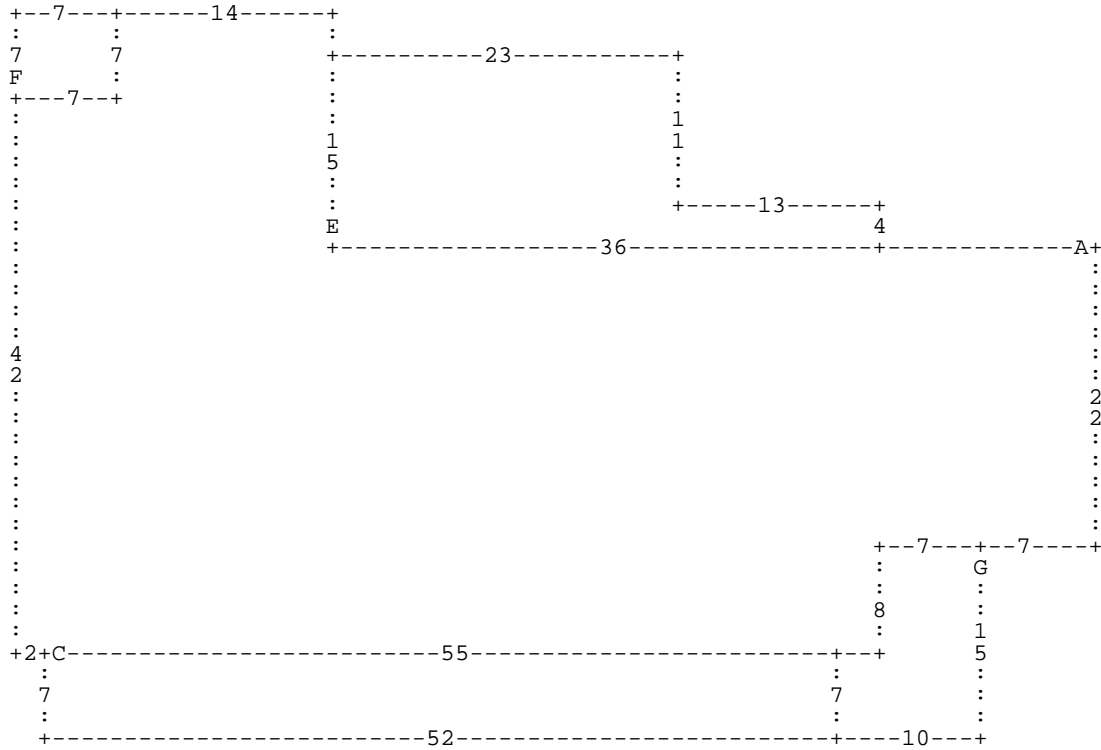 +--7---+------14------+
:      :              :
7      7              +----------23-----------+
F      :              :                       :
+---7--+              :                       :
:                     :                       1
:                     1                       1
:                     5                       :
:                     :                       :
:                     :                       +-----13------+
:                     E                                     4
:                     +------------------36-----------------+-------------A+
:                                                                          :
:                                                                          :
:                                                                          :
:                                                                          :
4                                                                          :
2                                                                          :
:                                                                          2
:                                                                          2
:                                                                          :
:                                                                          :
:                                                                          :
:                                                                          :
:                                                                          :
:                                                           +--7---+--7----+
:                                                           :      G
:                                                           :      :
:                                                           8      :
:                                                           :      1
+2+C--------------------------55-------------------------+--+      5
  :                                                      :         :
  7                                                      7         :
  :                                                      :         :
  +--------------------------52--------------------------+----10---+